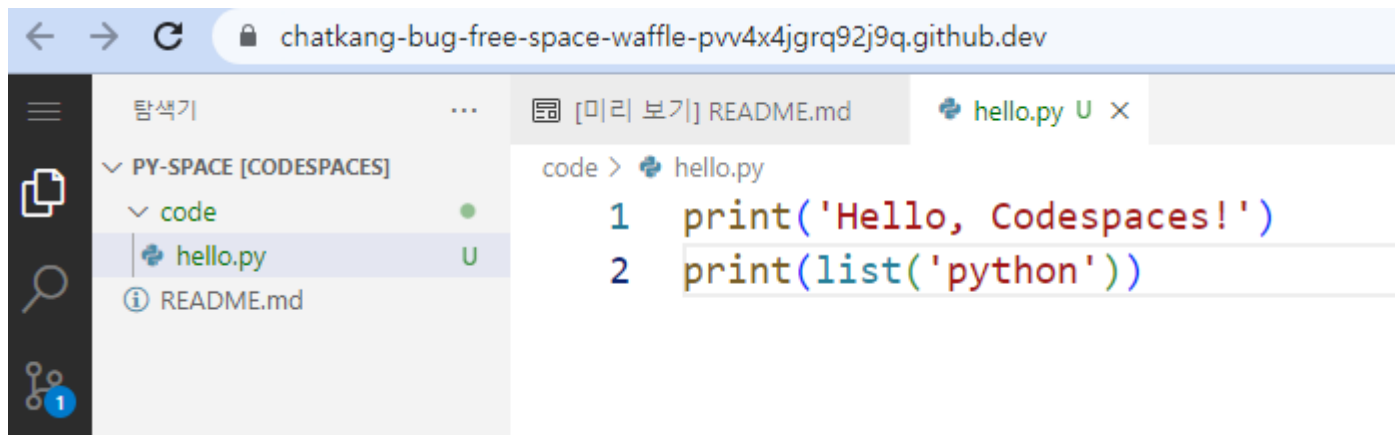 chatkang-bug-free-space-waffle-pvv4x4jgrq92j9q.github.dev
탐색기 ...
[미리 보기] README.md
hello.py U
PY-SPACE [CODESPACES]
code
hello.py U
README.md
1
code > hello.py
1 print('Hello, Codespaces!')
2 print(list('python'))